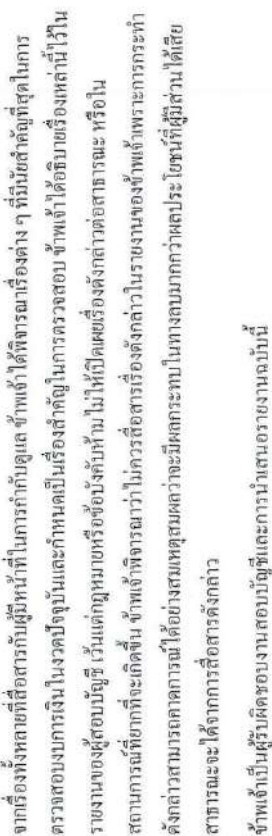 จากเรื่องทั้งหลายที่สื่อสารกับผู้มีหน้าที่ในการกำกับดูแล ข้าพเจ้าได้พิจารณาเรื่องต่าง ๆ ที่มีนัยสำคัญที่สุดในการ
ตรวจสอบงบการเงินในงวดปัจจุบันและกำหนดเป็นเรื่องสำคัญในการตรวจสอบ ข้าพเจ้าได้อธิบายเรื่องเหล่านี้ไว้ใน
รายงานของผู้สอบบัญชี เว้นแต่กฎหมายหรือข้อบังคับห้ามไม่ให้เปิดเผยเรื่องดังกล่าวต่อสาธารณะ หรือใน
สถานการณ์ที่ยากที่จะเกิดขึ้น ข้าพเจ้าพิจารณาว่าไม่ควรสื่อสารเรื่องดังกล่าวในรายงานของข้าพเจ้าเพราะการกระทำ
ดังกล่าวสามารถคาดการณ์ได้อย่างสมเหตุสมผลว่าจะมีผลกระทบในทางลบมากกว่าผลประโยชน์ที่ผู้มีส่วนได้เสีย
สาธารณะจะได้จากการสื่อสารดังกล่าว
ข้าพเจ้าเป็นผู้รับผิดชอบงานสอบบัญชีและการนำเสนอรายงานฉบับนี้